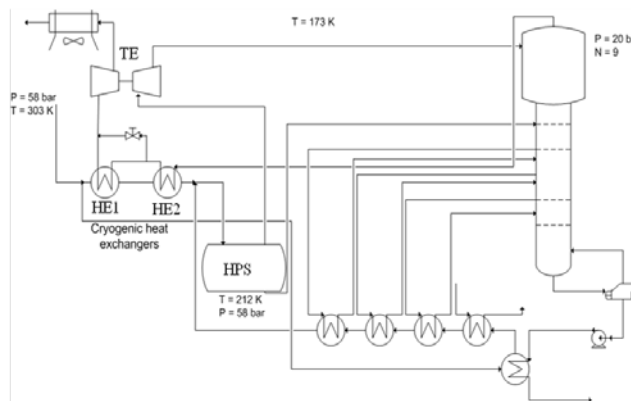 T = 173 K
P = 20 b
N = 9
TE
P = 58 bar
T = 303 K
HE1
HE2
Cryogenic heat
exchangers
HPS
T = 212 K
P = 58 bar